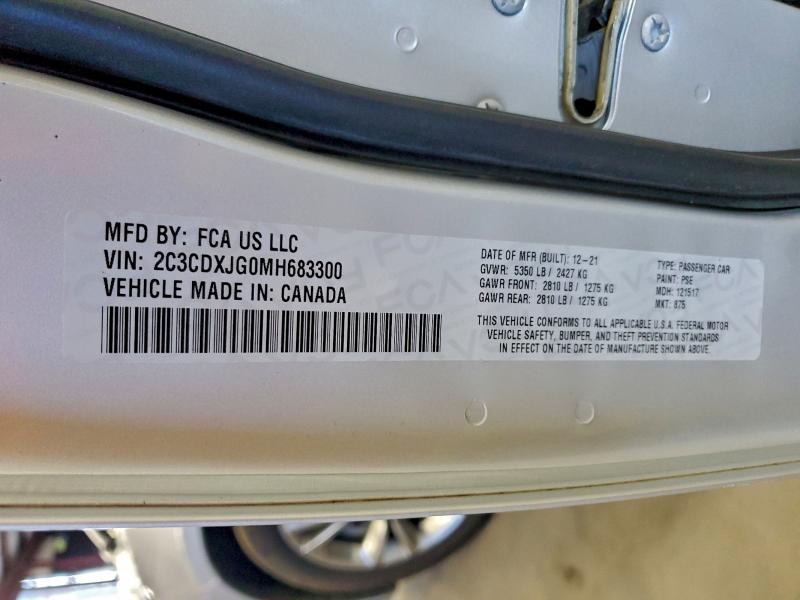 MFD BY: FCA US LLC
VIN: 2C3CDXJG0MH683300
VEHICLE MADE IN: CANADA
DATE OF MFR (BUILT): 12-21
GVWR: 5350 LB / 2427 KG
GAWR FRONT: 2810 LB / 1275 KG
GAWR REAR: 2810 LB / 1275 KG
TYPE: PASSENGER CAR
PAINT: PSE
MDH: 121517
MKT: 875
THIS VEHICLE CONFORMS TO ALL APPLICABLE U.S.A. FEDERAL MOTOR
VEHICLE SAFETY, BUMPER, AND THEFT PREVENTION STANDARDS
IN EFFECT ON THE DATE OF MANUFACTURE SHOWN ABOVE.